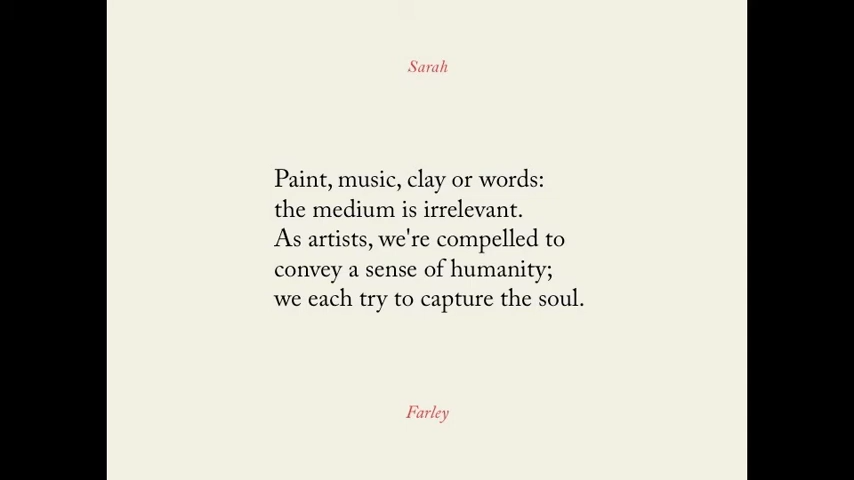 Sarah
Paint, music, clay or words:
the medium is irrelevant.
As artists, we're compelled to
convey a sense of humanity;
we each try to capture the soul.
Farley